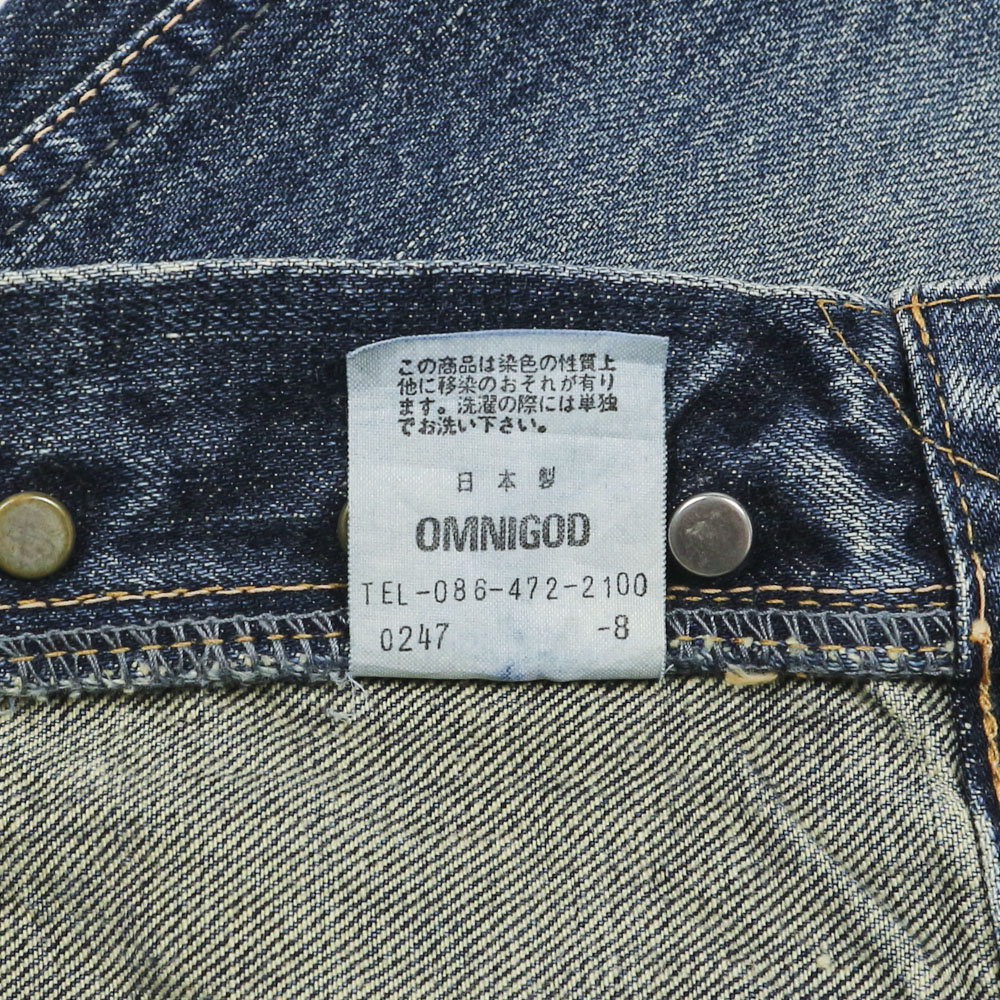 この商品は染色の性質上
他に移染のおそれが有り
ます。洗濯の際には単独
でお洗い下さい。
日本製
OMNIGOD
TEL-086-472-2100
0247 -8